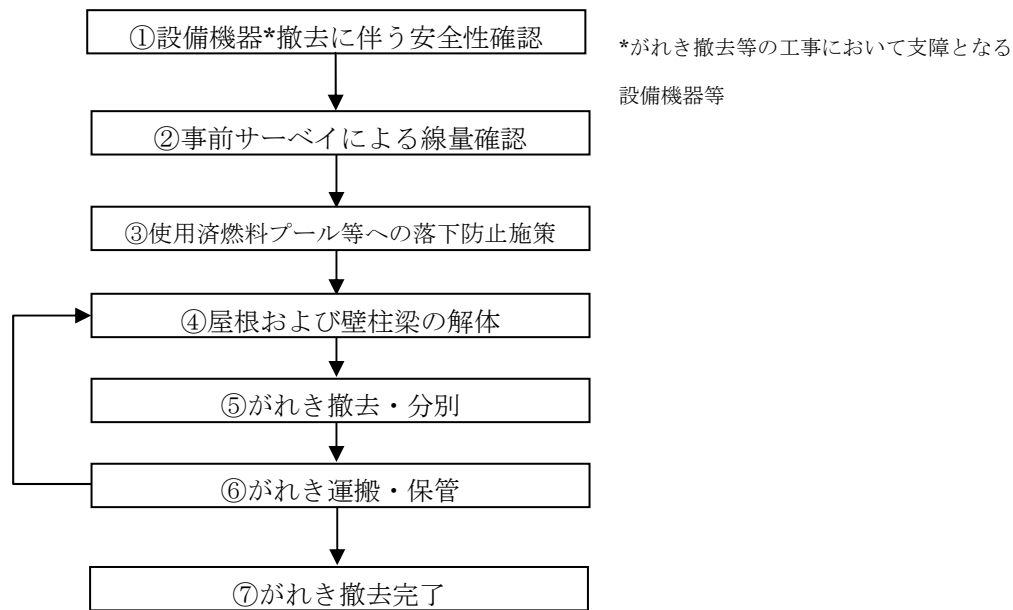 ①設備機器*撤去に伴う安全性確認
*がれき撤去等の工事において支障となる
設備機器等
②事前サーベイによる線量確認
③使用済燃料プール等への落下防止施策
④屋根および壁柱梁の解体
⑤がれき撤去・分別
⑥がれき運搬・保管
⑦がれき撤去完了